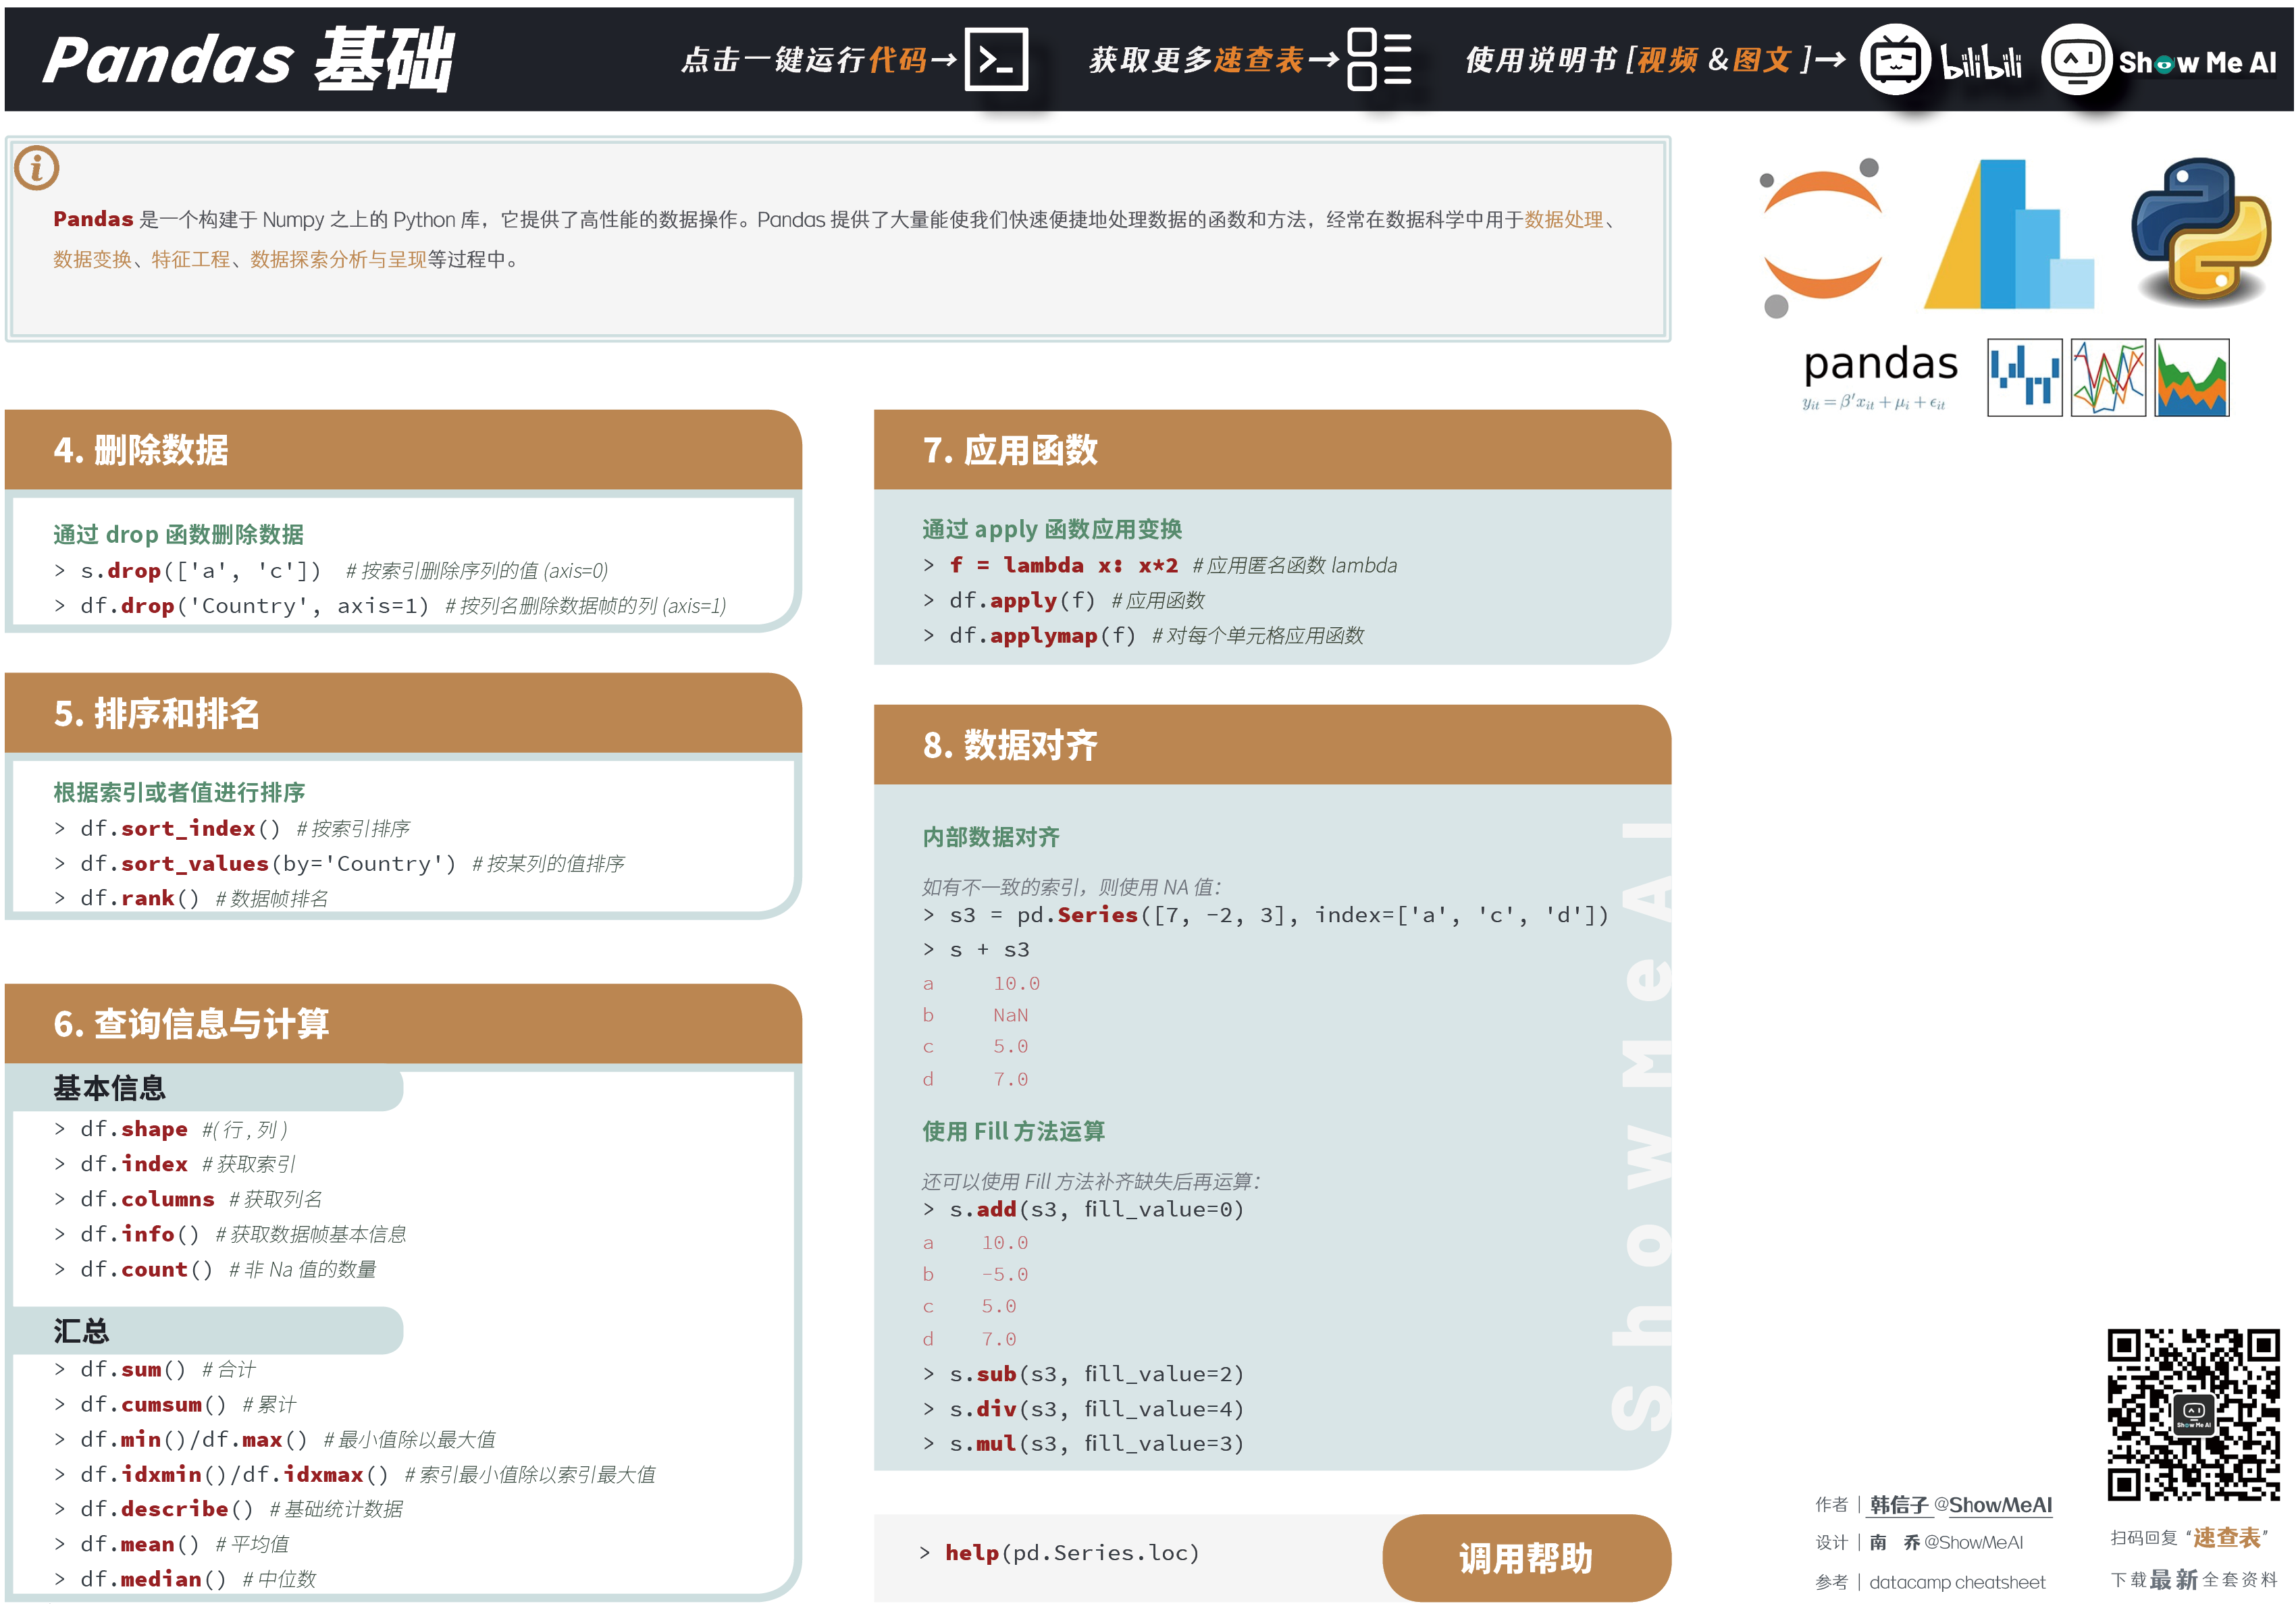 Pandas 基础
点击一键运行代码→
获取更多速查表→
使用说明书 [视频 & 图文 ]→
bilibili
Show Me AI
Pandas 是一个构建于 Numpy 之上的 Python 库，它提供了高性能的数据操作。Pandas 提供了大量能使我们快速便捷地处理数据的函数和方法，经常在数据科学中用于数据处理、
数据变换、特征工程、数据探索分析与呈现等过程中。
pandas
y_it = β′x_it + μ_i + ϵ_it
4. 删除数据
通过 drop 函数删除数据
> s.drop(['a', 'c']) # 按索引删除序列的值 (axis=0)
> df.drop('Country', axis=1) # 按列名删除数据帧的列 (axis=1)
5. 排序和排名
根据索引或者值进行排序
> df.sort_index() # 按索引排序
> df.sort_values(by='Country') # 按某列的值排序
> df.rank() # 数据帧排名
6. 查询信息与计算
基本信息
> df.shape #( 行 , 列 )
> df.index # 获取索引
> df.columns # 获取列名
> df.info() # 获取数据帧基本信息
> df.count() # 非 Na 值的数量
汇总
> df.sum() # 合计
> df.cumsum() # 累计
> df.min()/df.max() # 最小值除以最大值
> df.idxmin()/df.idxmax() # 索引最小值除以索引最大值
> df.describe() # 基础统计数据
> df.mean() # 平均值
> df.median() # 中位数
7. 应用函数
通过 apply 函数应用变换
> f = lambda x: x*2 # 应用匿名函数 lambda
> df.apply(f) # 应用函数
> df.applymap(f) # 对每个单元格应用函数
8. 数据对齐
内部数据对齐
如有不一致的索引，则使用 NA 值：
> s3 = pd.Series([7, -2, 3], index=['a', 'c', 'd'])
> s + s3
a 10.0
b NaN
c 5.0
d 7.0
使用 Fill 方法运算
还可以使用 Fill 方法补齐缺失后再运算：
> s.add(s3, fill_value=0)
a 10.0
b -5.0
c 5.0
d 7.0
> s.sub(s3, fill_value=2)
> s.div(s3, fill_value=4)
> s.mul(s3, fill_value=3)
ShowMeAI
> help(pd.Series.loc)
调用帮助
Show Me AI
作者 | 韩信子 @ShowMeAI
设计 | 南 乔 @ShowMeAI
参考 | datacamp cheatsheet
扫码回复 “速查表”
下载最新全套资料